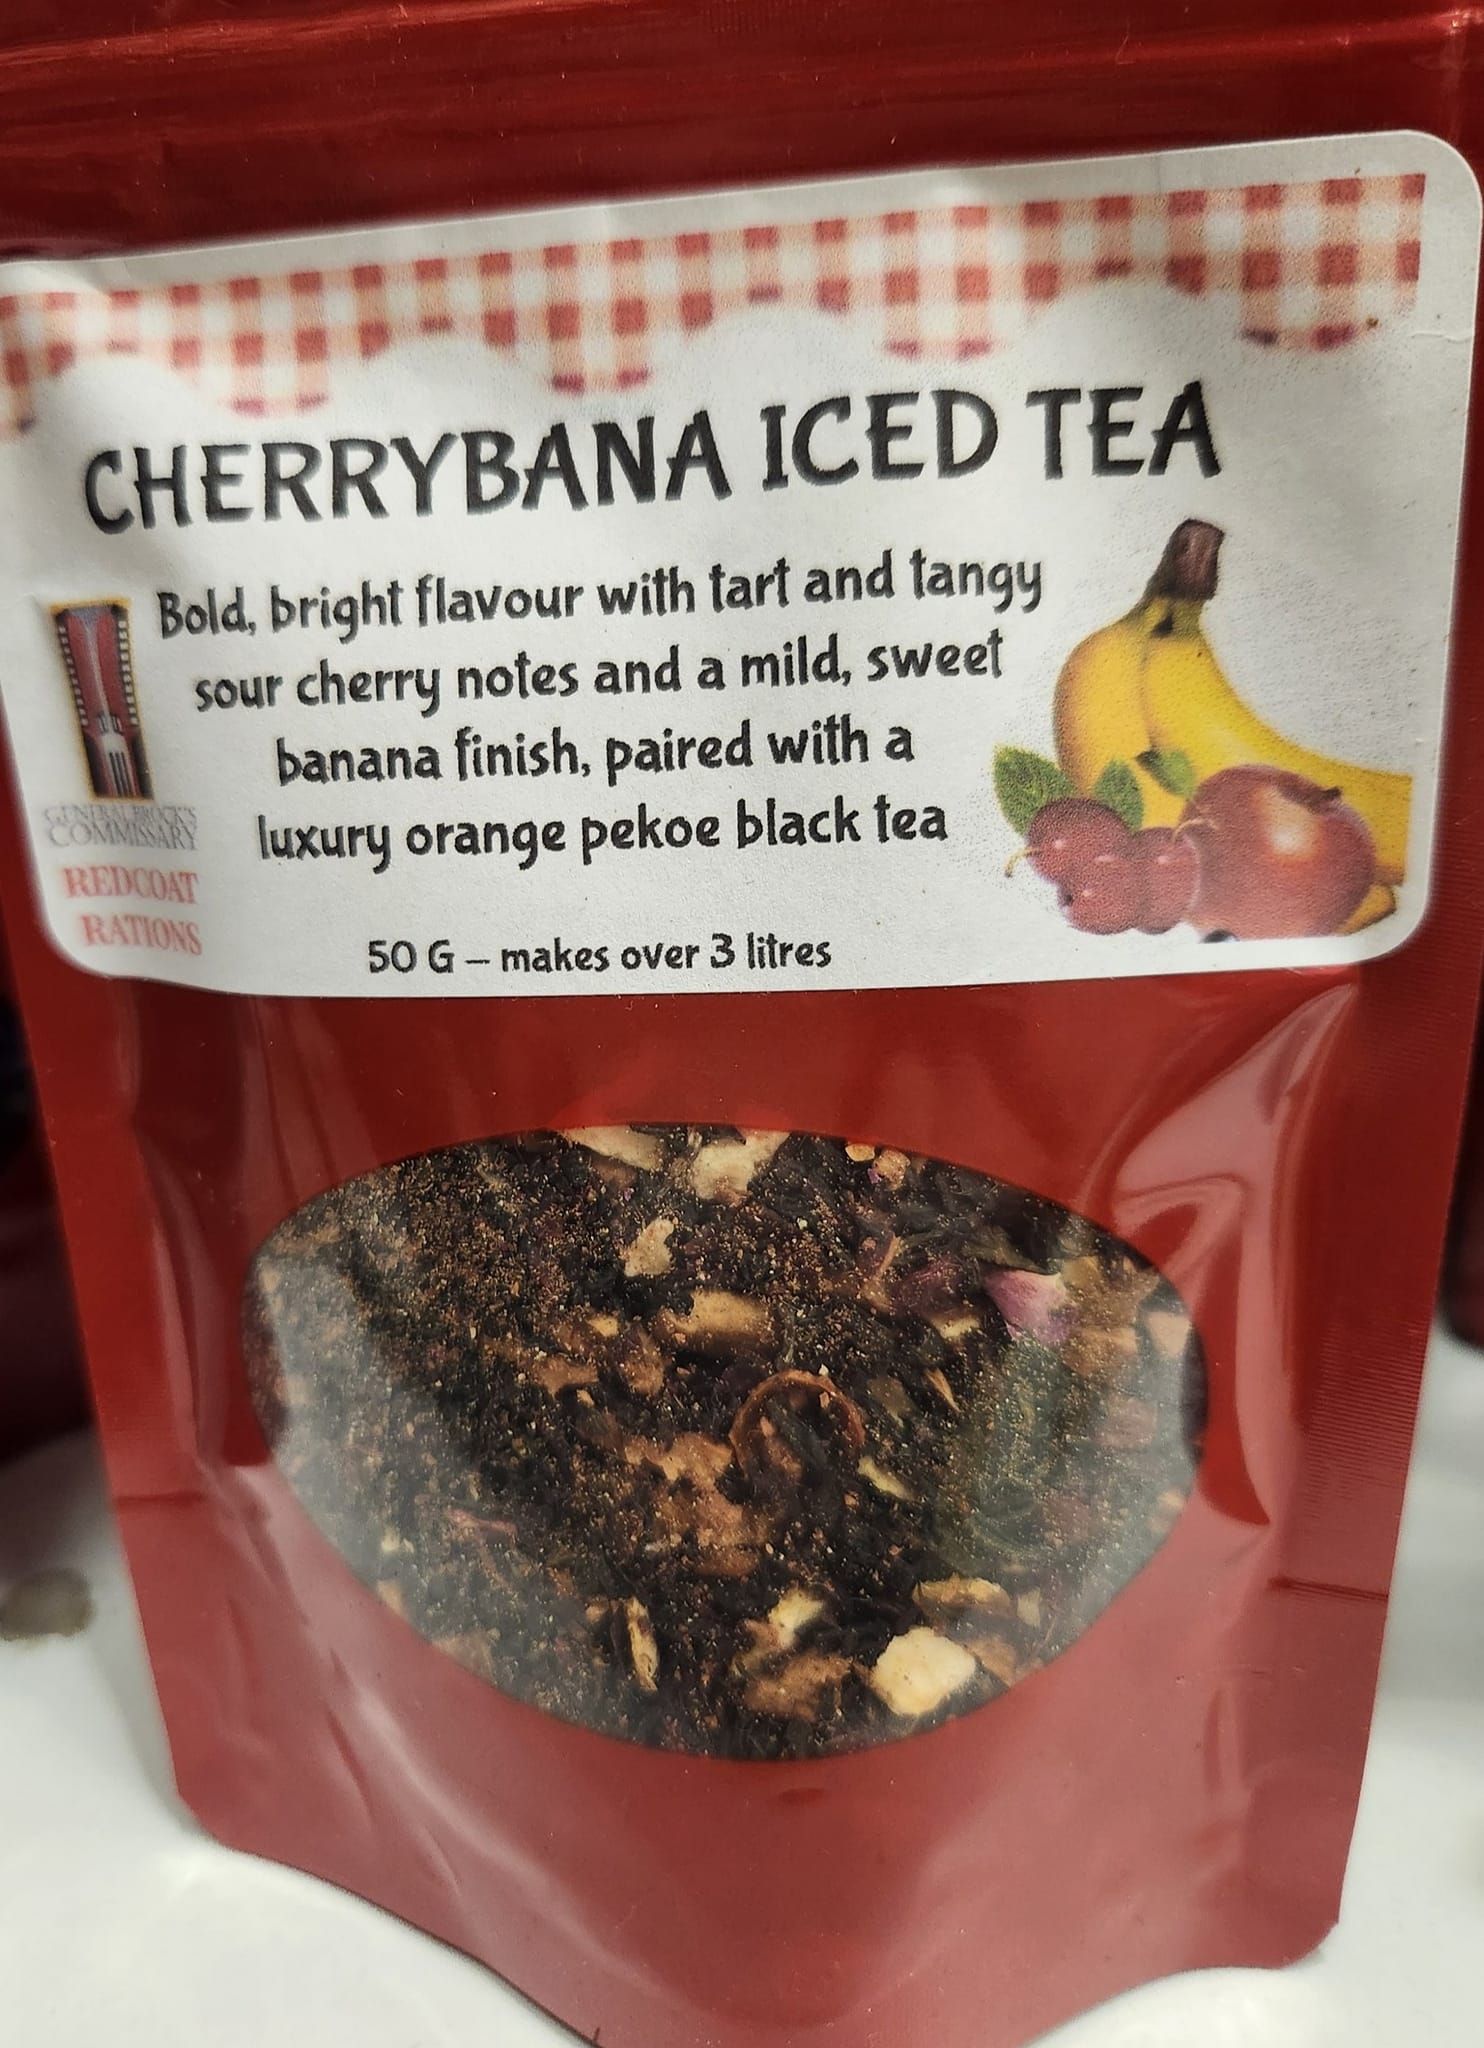 CHERRYBANA ICED TEA
Bold, bright flavour with tart and tangy
sour cherry notes and a mild, sweet
banana finish, paired with a
luxury orange pekoe black tea
GENERAL BROCK'S
COMMISSARY
REDCOAT
RATIONS
50 G – makes over 3 litres